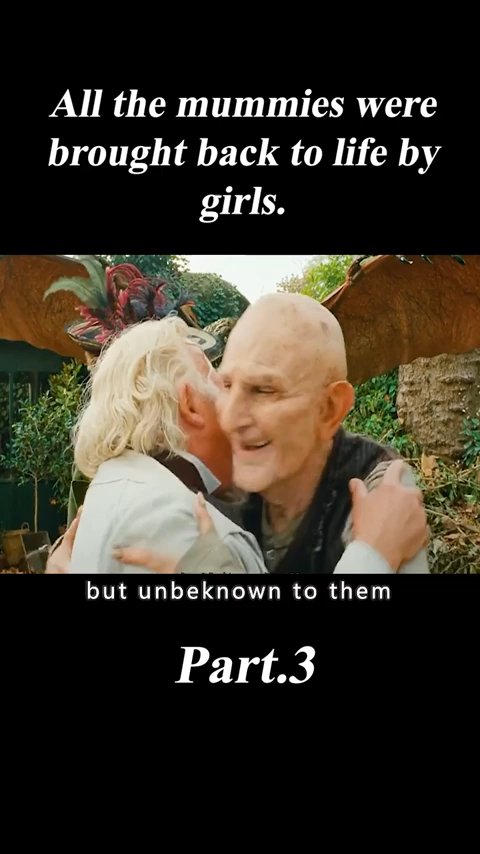 All the mummies were
brought back to life by
girls.
but unbeknown to them
Part.3